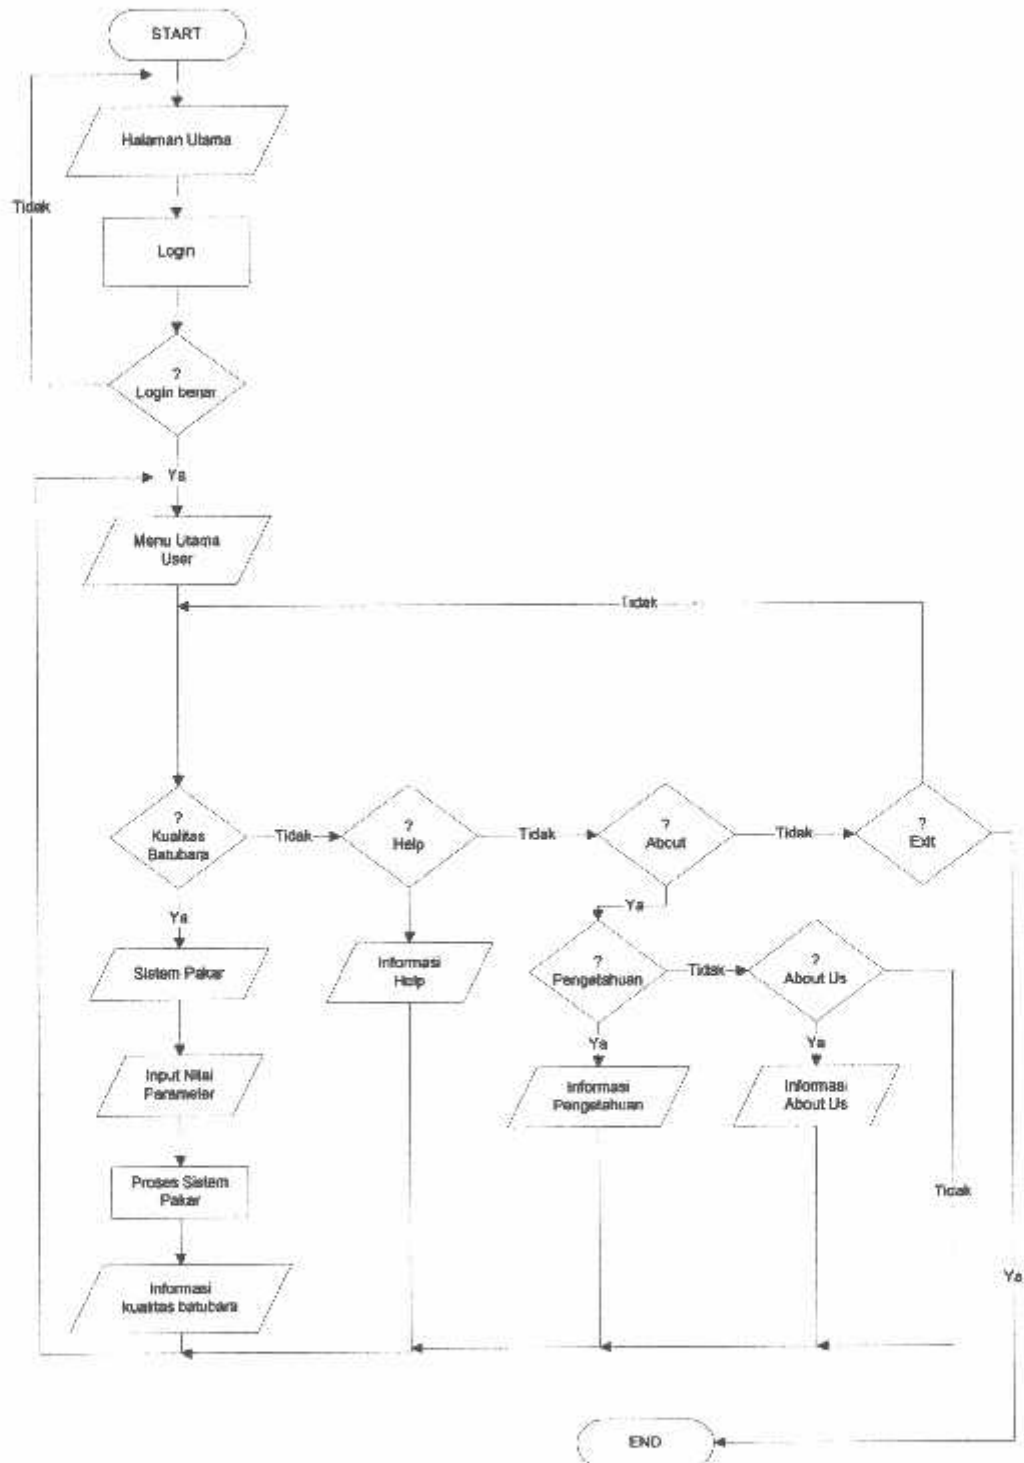 START
Halaman Utama
Tidak
Login
?
Login benar
Ya
Menu Utama
User
Tidak
?
Kualitas
Batubara
Tidak
?
Help
Tidak
?
About
Tidak
?
Exit
Ya
Ya
Sistem Pakar
Informasi
Help
?
Pengetahuan
Tidak
?
About Us
Ya
Ya
Input Nilai
Parameter
Informasi
Pengetahuan
Informasi
About Us
Proses Sistem
Pakar
Tidak
Ya
Informasi
kualitas batubara
END